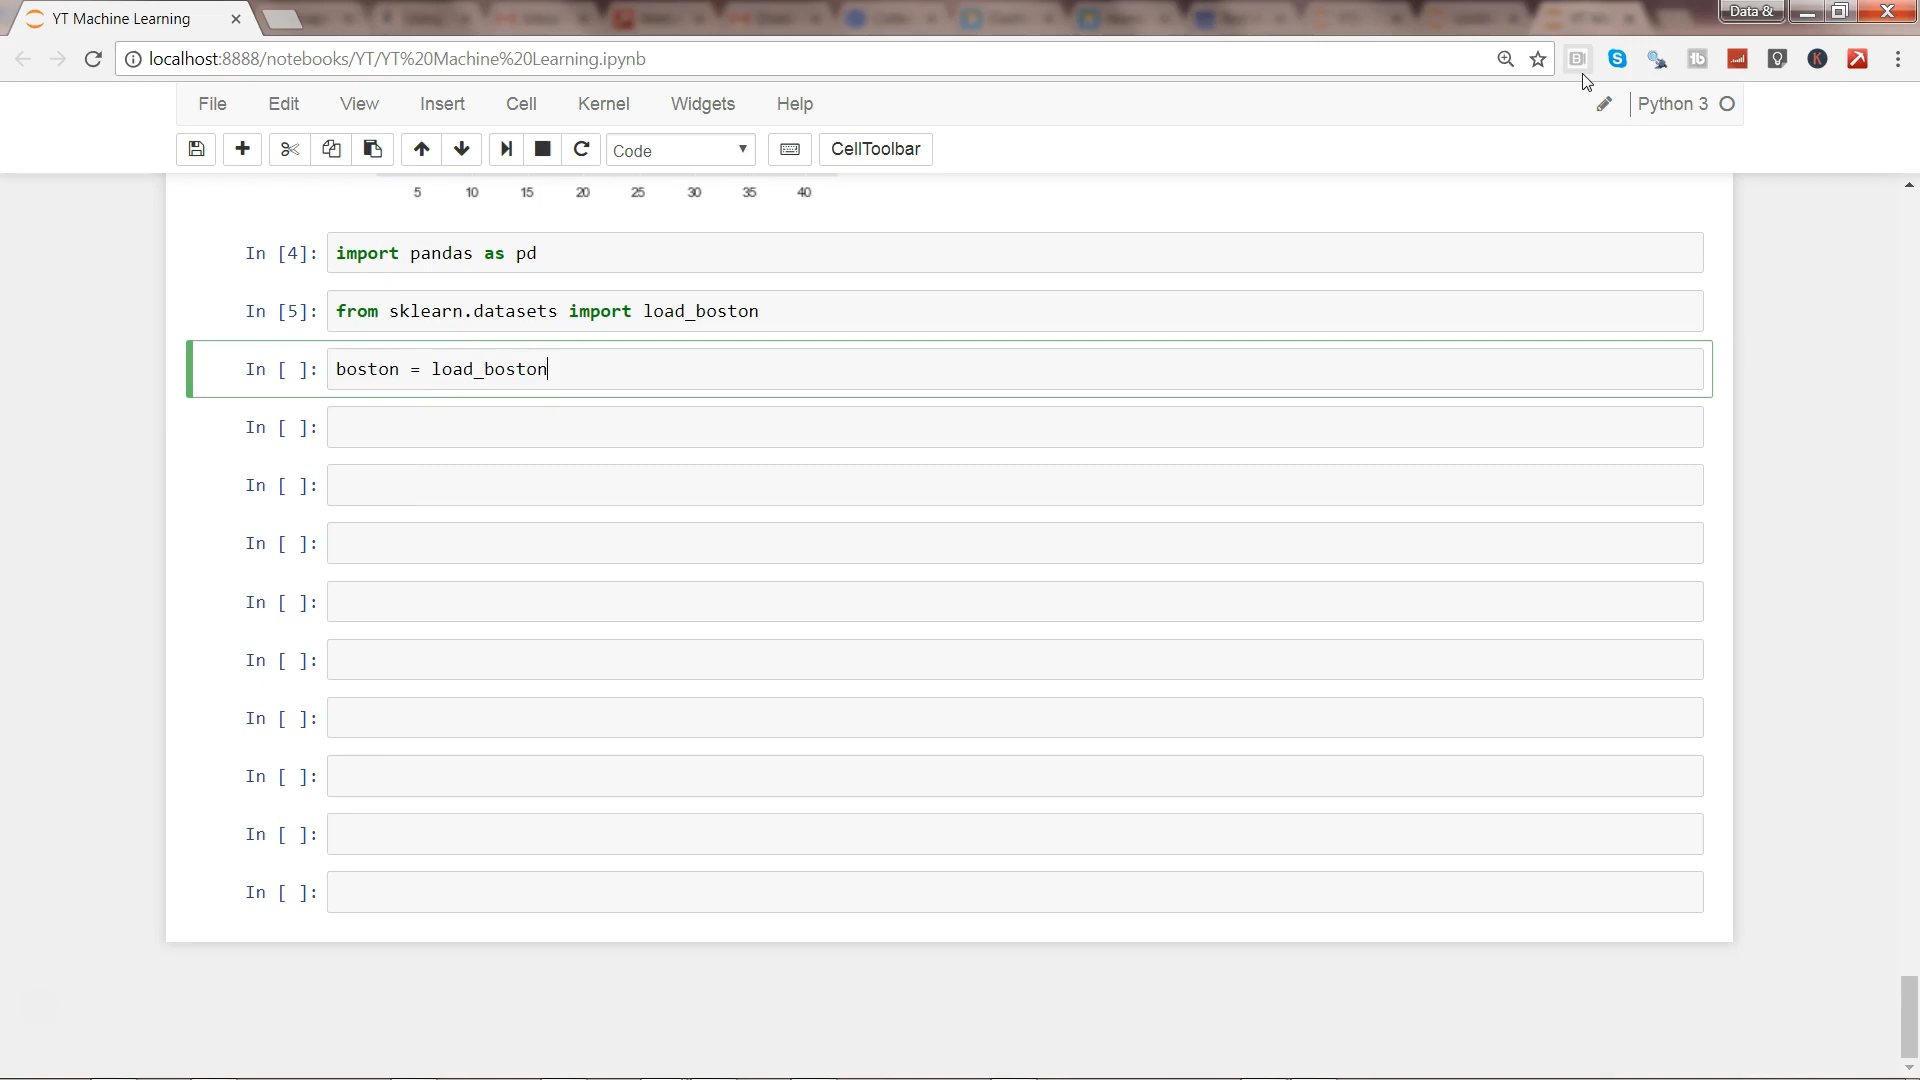 YT Machine Learning
Data &
localhost:8888/notebooks/YT/YT%20Machine%20Learning.ipynb
File Edit View Insert Cell Kernel Widgets Help
Python 3
Code
CellToolbar
5 10 15 20 25 30 35 40
In [4]: import pandas as pd
In [5]: from sklearn.datasets import load_boston
In [ ]: boston = load_boston
In [ ]:
In [ ]:
In [ ]:
In [ ]:
In [ ]:
In [ ]:
In [ ]:
In [ ]:
In [ ]: